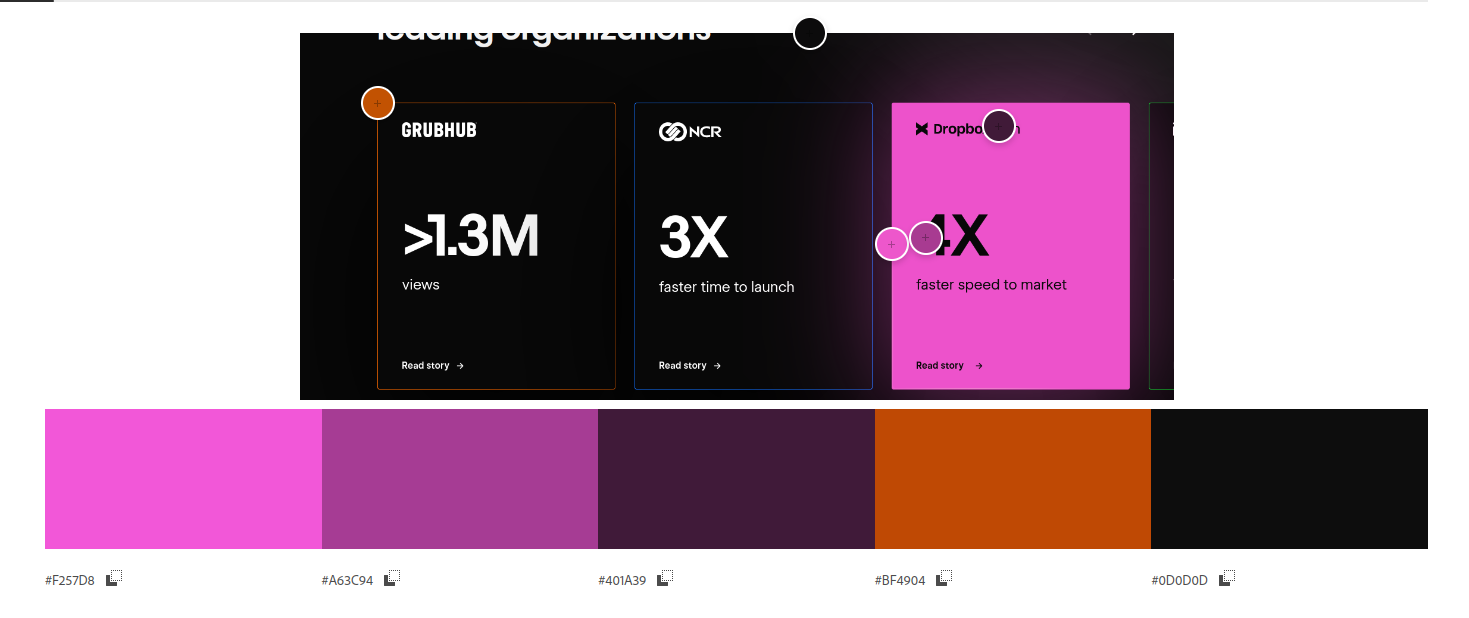 leading organizations
GRUBHUB
NCR
Dropbo
>1.3M
3X
4X
views
faster time to launch
faster speed to market
Read story →
Read story →
Read story →
#F257D8
#A63C94
#401A39
#BF4904
#0D0D0D